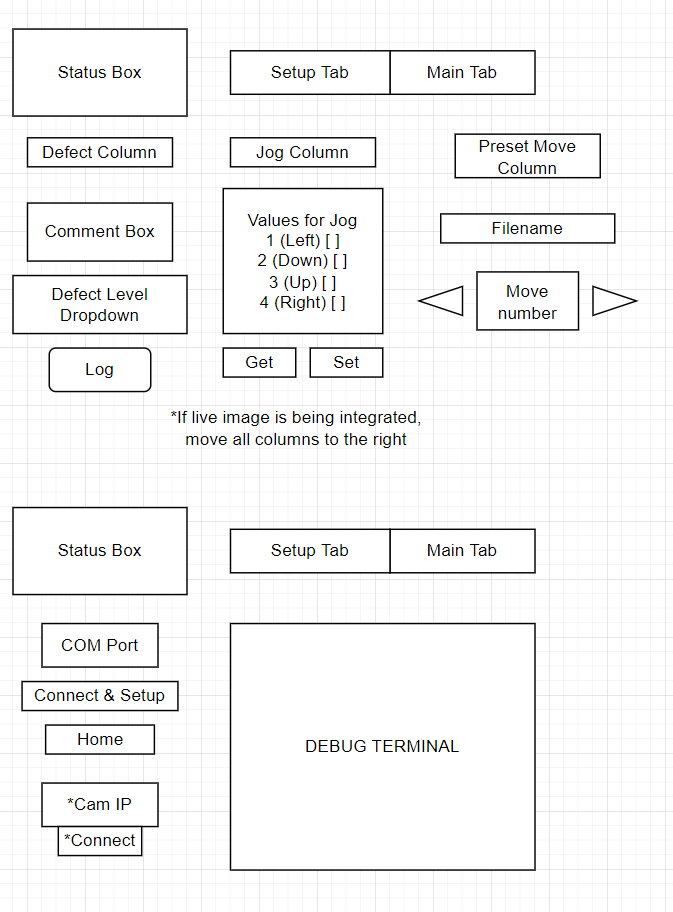 Status Box
Setup Tab
Main Tab
Defect Column
Jog Column
Preset Move
Column
Comment Box
Values for Jog
1 (Left) [ ]
2 (Down) [ ]
3 (Up) [ ]
4 (Right) [ ]
Filename
Defect Level
Dropdown
Move
number
Log
Get
Set
*If live image is being integrated,
move all columns to the right
Status Box
Setup Tab
Main Tab
COM Port
Connect & Setup
Home
*Cam IP
*Connect
DEBUG TERMINAL